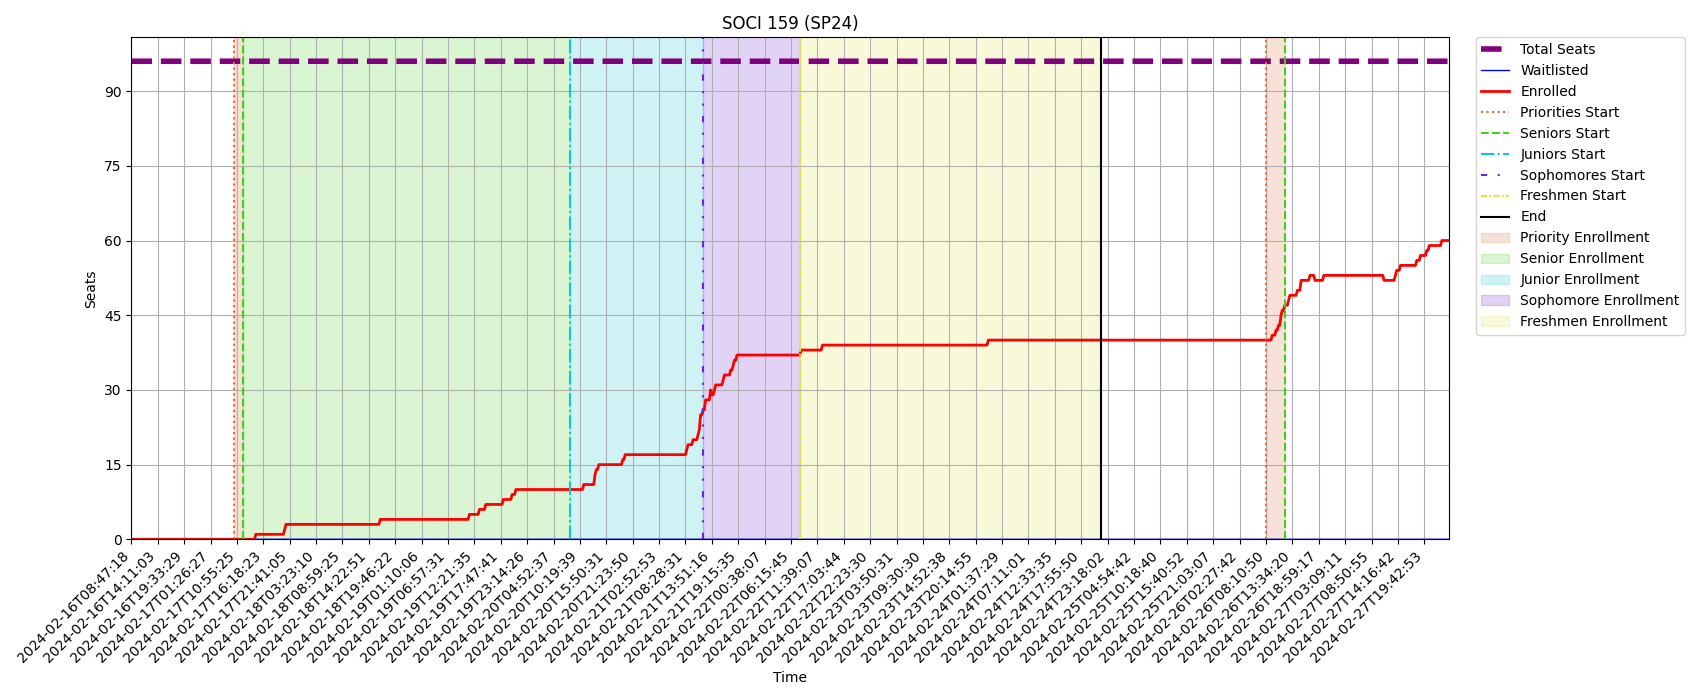 SOCI 159 (SP24)
Seats
90
75
60
45
30
15
0
2024-02-16T08:47:18
2024-02-16T14:11:03
2024-02-16T19:33:29
2024-02-17T01:26:27
2024-02-17T10:55:25
2024-02-17T16:18:23
2024-02-17T21:41:05
2024-02-18T03:23:10
2024-02-18T08:59:25
2024-02-18T14:22:51
2024-02-18T19:46:22
2024-02-19T01:10:06
2024-02-19T06:57:31
2024-02-19T12:21:35
2024-02-19T17:47:41
2024-02-19T23:14:26
2024-02-20T04:52:37
2024-02-20T10:19:39
2024-02-20T15:50:31
2024-02-20T21:23:50
2024-02-21T02:52:53
2024-02-21T08:28:31
2024-02-21T13:51:16
2024-02-21T19:15:35
2024-02-22T00:38:07
2024-02-22T06:15:45
2024-02-22T11:39:07
2024-02-22T17:03:44
2024-02-22T22:23:30
2024-02-23T03:50:31
2024-02-23T09:30:30
2024-02-23T14:52:38
2024-02-23T20:14:55
2024-02-24T01:37:29
2024-02-24T07:11:01
2024-02-24T12:33:35
2024-02-24T17:55:50
2024-02-24T23:18:02
2024-02-25T04:54:42
2024-02-25T10:18:40
2024-02-25T15:40:52
2024-02-25T21:03:07
2024-02-26T02:27:42
2024-02-26T08:10:50
2024-02-26T13:34:20
2024-02-26T18:59:17
2024-02-27T03:09:11
2024-02-27T08:50:55
2024-02-27T14:16:42
2024-02-27T19:42:53
Time
Total Seats
Waitlisted
Enrolled
Priorities Start
Seniors Start
Juniors Start
Sophomores Start
Freshmen Start
End
Priority Enrollment
Senior Enrollment
Junior Enrollment
Sophomore Enrollment
Freshmen Enrollment